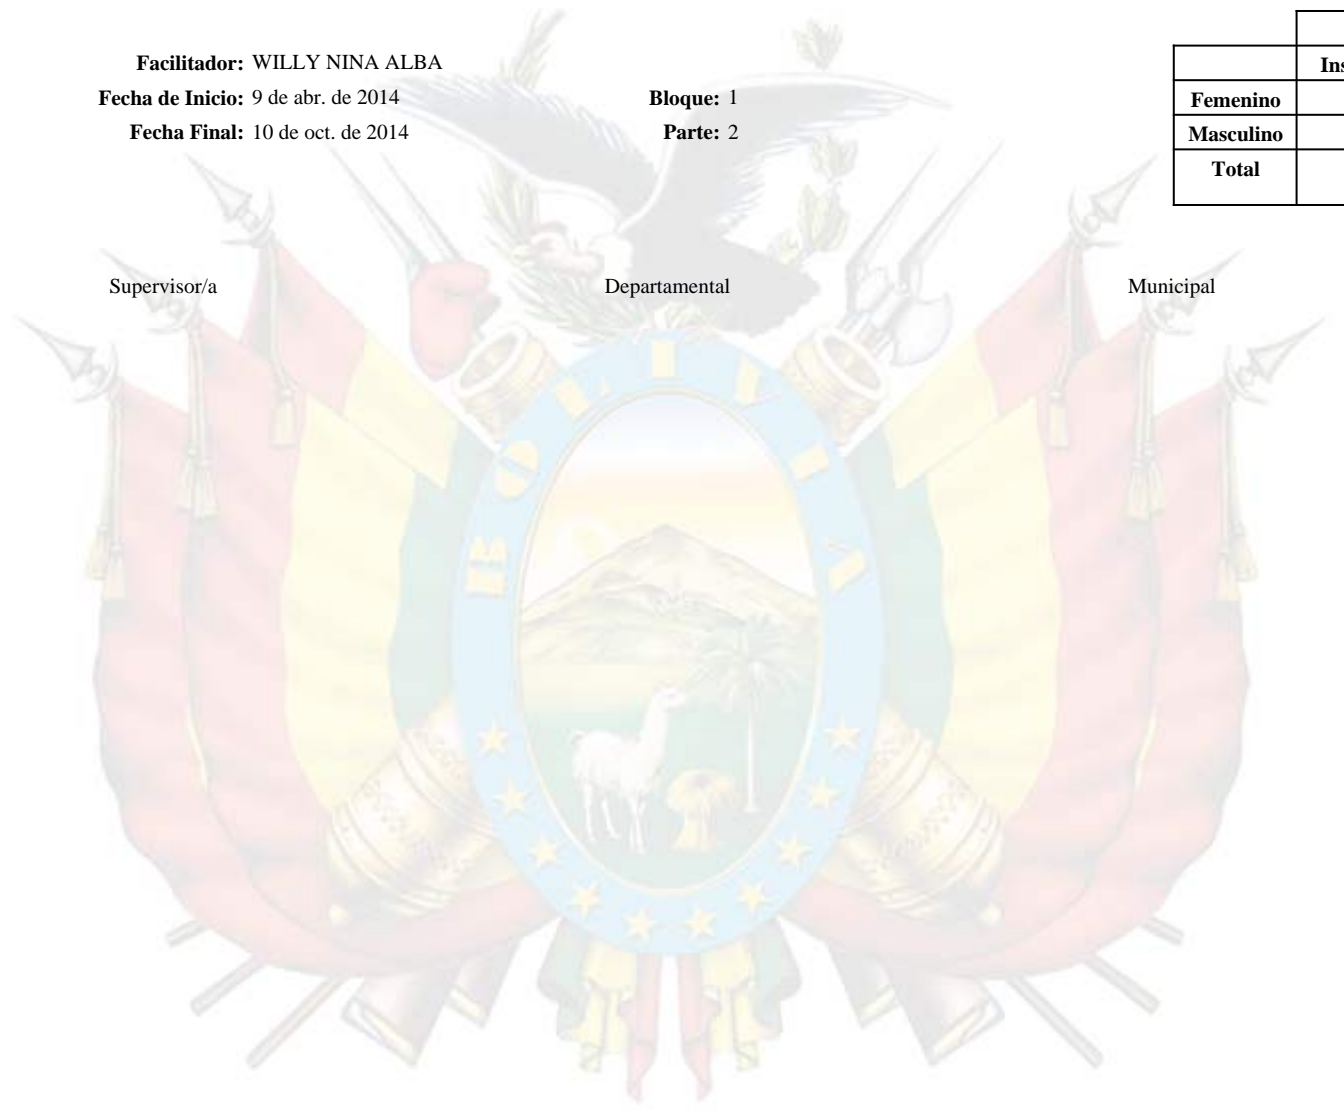 Facilitador: WILLY NINA ALBA
Fecha de Inicio: 9 de abr. de 2014 Bloque: 1
Fecha Final: 10 de oct. de 2014 Parte: 2
Femenino
Masculino
Total
Supervisor/a Departamental Municipal
BOLIVIA